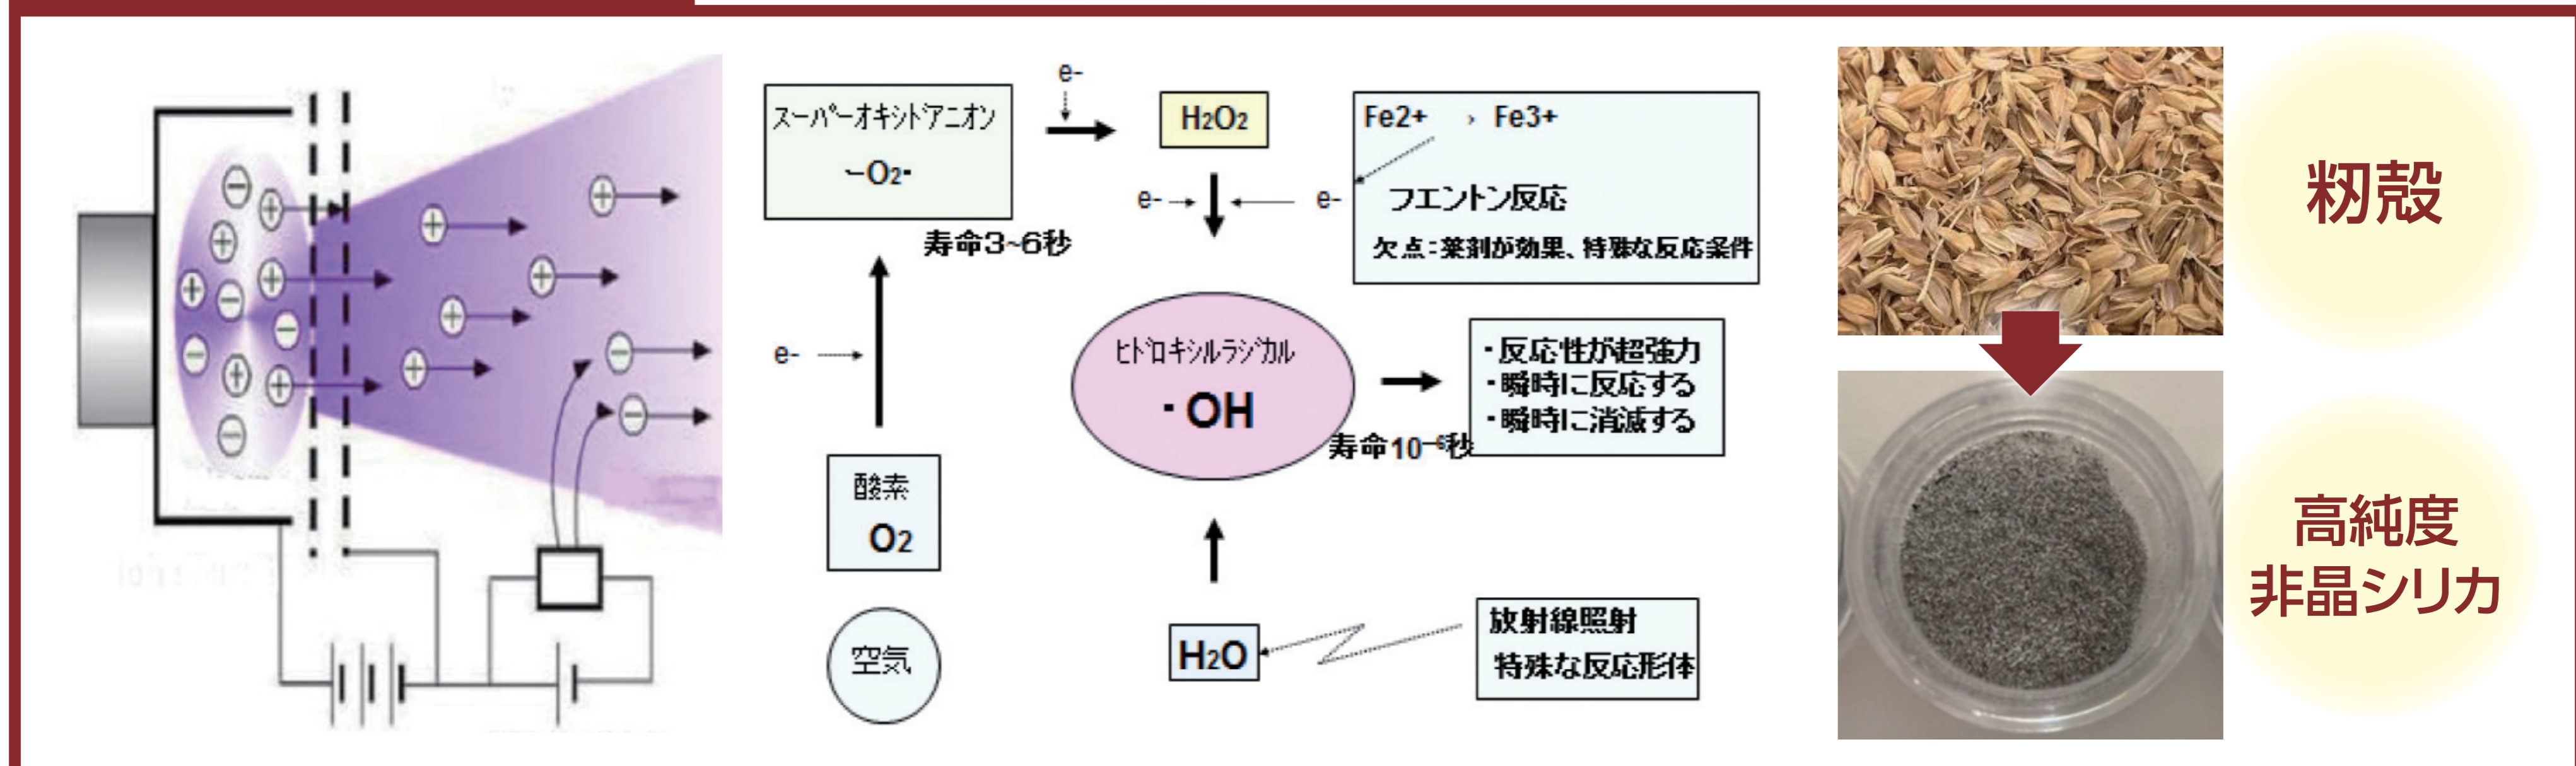 スーパーオキシドアニオン
-O2・
寿命3~6秒
e-
酸素
O2
空気
e-
H2O2
e-
e-
Fe2+ → Fe3+
フエントン反応
欠点：薬剤が効果、特殊な反応条件
ヒドロキシルラジカル
・OH
寿命10-6秒
・反応性が超強力
・瞬時に反応する
・瞬時に消滅する
H2O
放射線照射
特殊な反応形体
籾殻
高純度
非晶シリカ